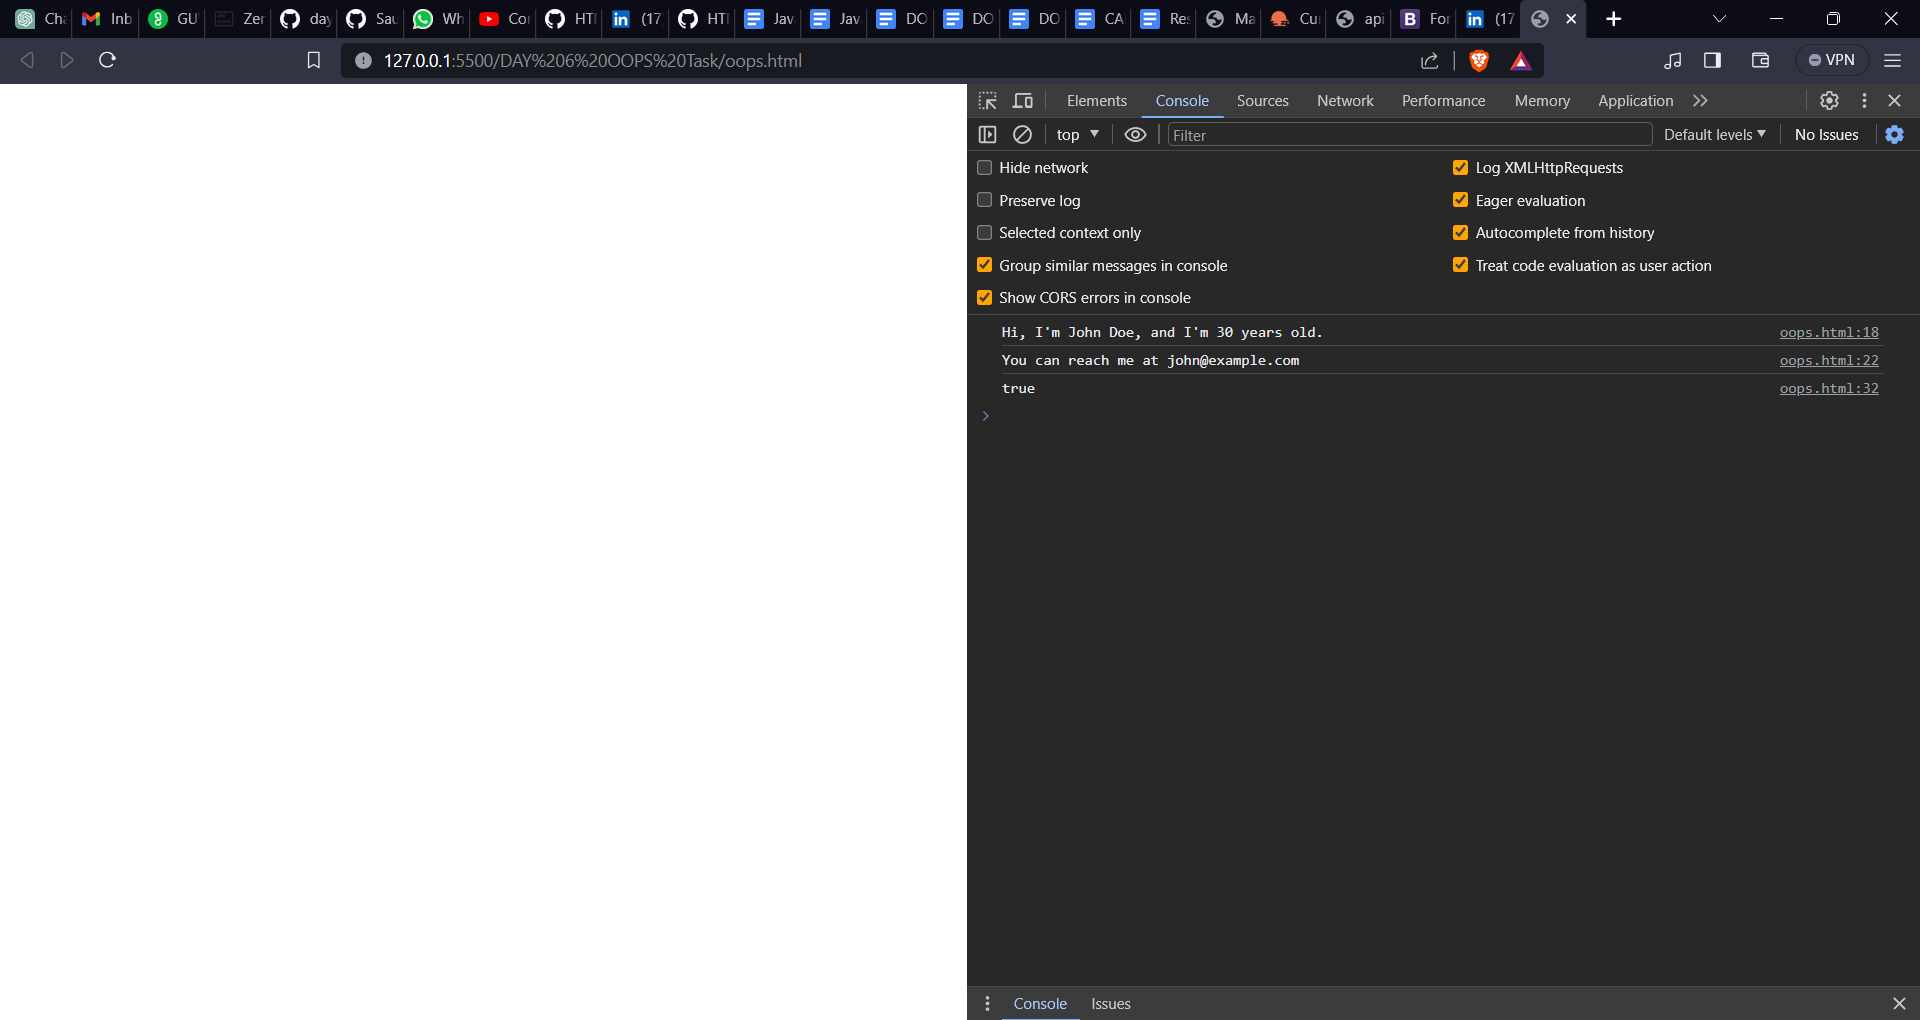 Cha Inb GU Zen day Sau Wh Cor HTI (17 HTI Jav Jav DO DO DO CA Res Ma Cur api For (17
127.0.0.1:5500/DAY%206%20OOPS%20Task/oops.html VPN
Elements Console Sources Network Performance Memory Application
top Filter Default levels No Issues
Hide network Log XMLHttpRequests
Preserve log Eager evaluation
Selected context only Autocomplete from history
Group similar messages in console Treat code evaluation as user action
Show CORS errors in console
Hi, I'm John Doe, and I'm 30 years old. oops.html:18
You can reach me at john@example.com oops.html:22
true oops.html:32
Console Issues